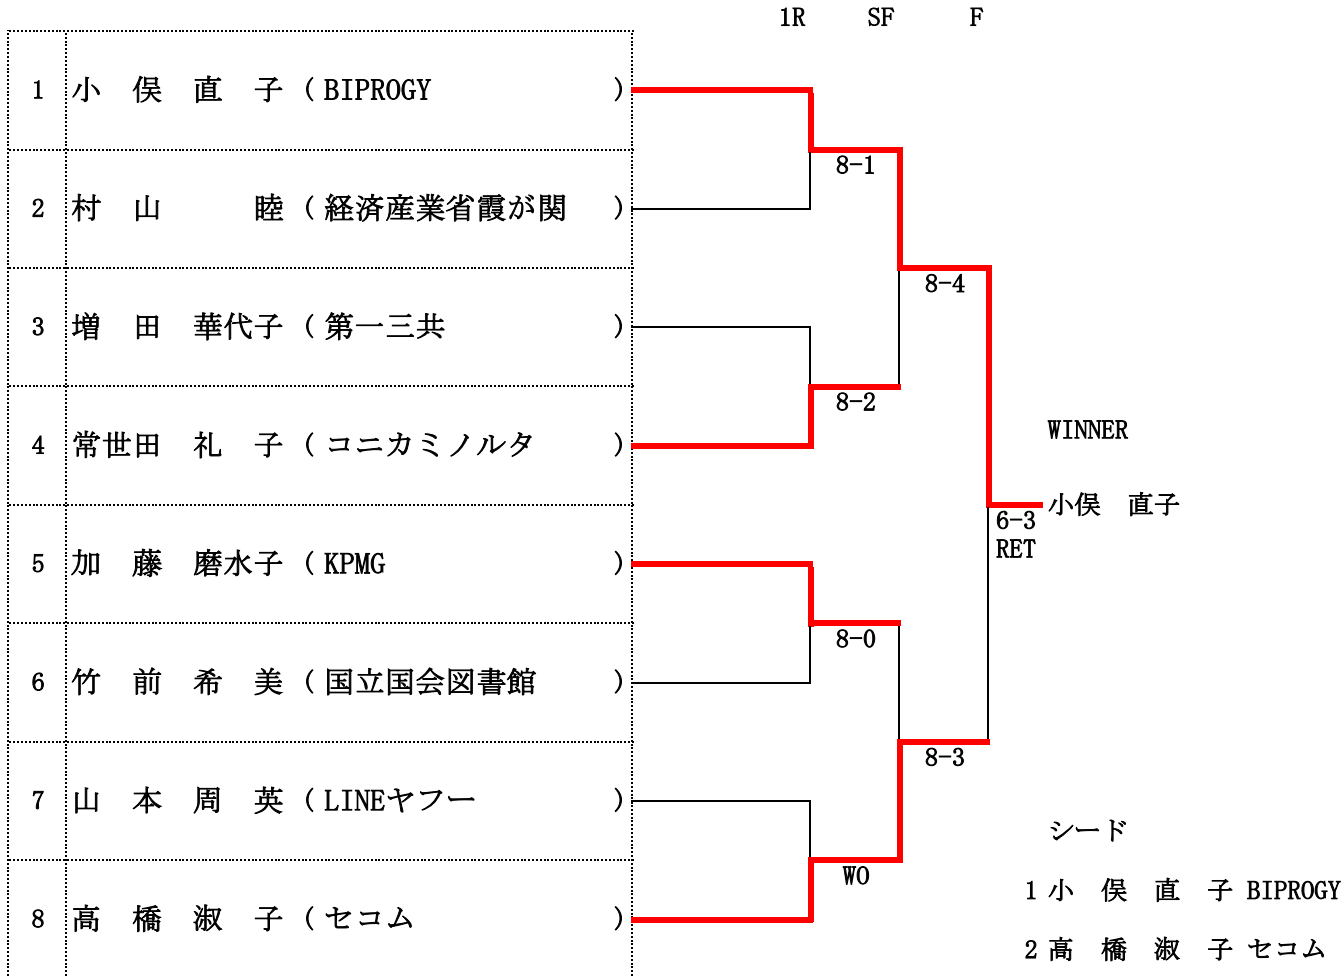 1R SF F
1 小 俣 直 子 ( BIPROGY )
8-1
2 村 山 睦 ( 経済産業省霞が関 )
8-4
3 増 田 華代子 ( 第一三共 )
8-2
4 常世田 礼 子 ( コニカミノルタ )
WINNER
小俣 直子
6-3
RET
5 加 藤 磨水子 ( KPMG )
8-0
6 竹 前 希 美 ( 国立国会図書館 )
8-3
7 山 本 周 英 ( LINEヤフー )
WO
8 高 橋 淑 子 ( セコム )
シード
1 小 俣 直 子 BIPROGY
2 高 橋 淑 子 セコム